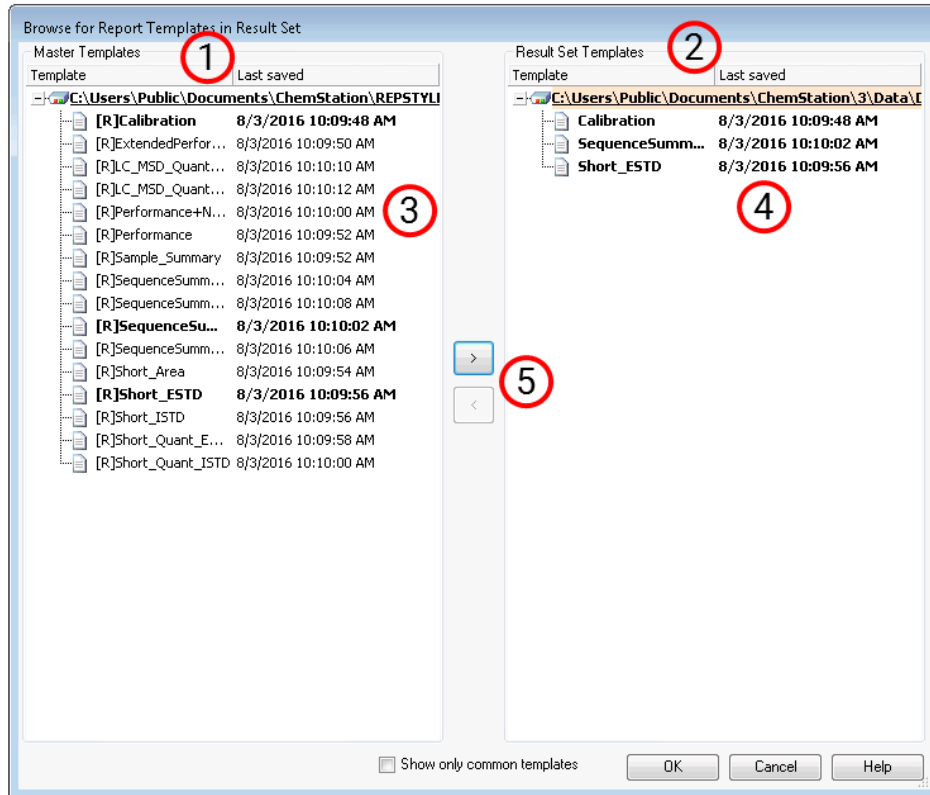 Browse for Report Templates in Result Set
Master Templates
1
Template Last saved
C:\Users\Public\Documents\ChemStation\REPSTYLI
[R]Calibration 8/3/2016 10:09:48 AM
[R]ExtendedPerfor... 8/3/2016 10:09:50 AM
[R]LC_MSD_Quant... 8/3/2016 10:10:10 AM
[R]LC_MSD_Quant... 8/3/2016 10:10:12 AM
[R]Performance+N... 8/3/2016 10:10:00 AM
3
[R]Performance 8/3/2016 10:09:52 AM
[R]Sample_Summary 8/3/2016 10:09:52 AM
[R]SequenceSumm... 8/3/2016 10:10:04 AM
[R]SequenceSumm... 8/3/2016 10:10:08 AM
[R]SequenceSu... 8/3/2016 10:10:02 AM
[R]SequenceSumm... 8/3/2016 10:10:06 AM
[R]Short_Area 8/3/2016 10:09:54 AM
[R]Short_ESTD 8/3/2016 10:09:56 AM
[R]Short_ISTD 8/3/2016 10:09:56 AM
[R]Short_Quant_E... 8/3/2016 10:09:58 AM
[R]Short_Quant_ISTD 8/3/2016 10:10:00 AM
>
<
5
Result Set Templates
2
Template Last saved
C:\Users\Public\Documents\ChemStation\3\Data\D
Calibration 8/3/2016 10:09:48 AM
SequenceSumm... 8/3/2016 10:10:02 AM
Short_ESTD 8/3/2016 10:09:56 AM
4
Show only common templates
OK Cancel Help